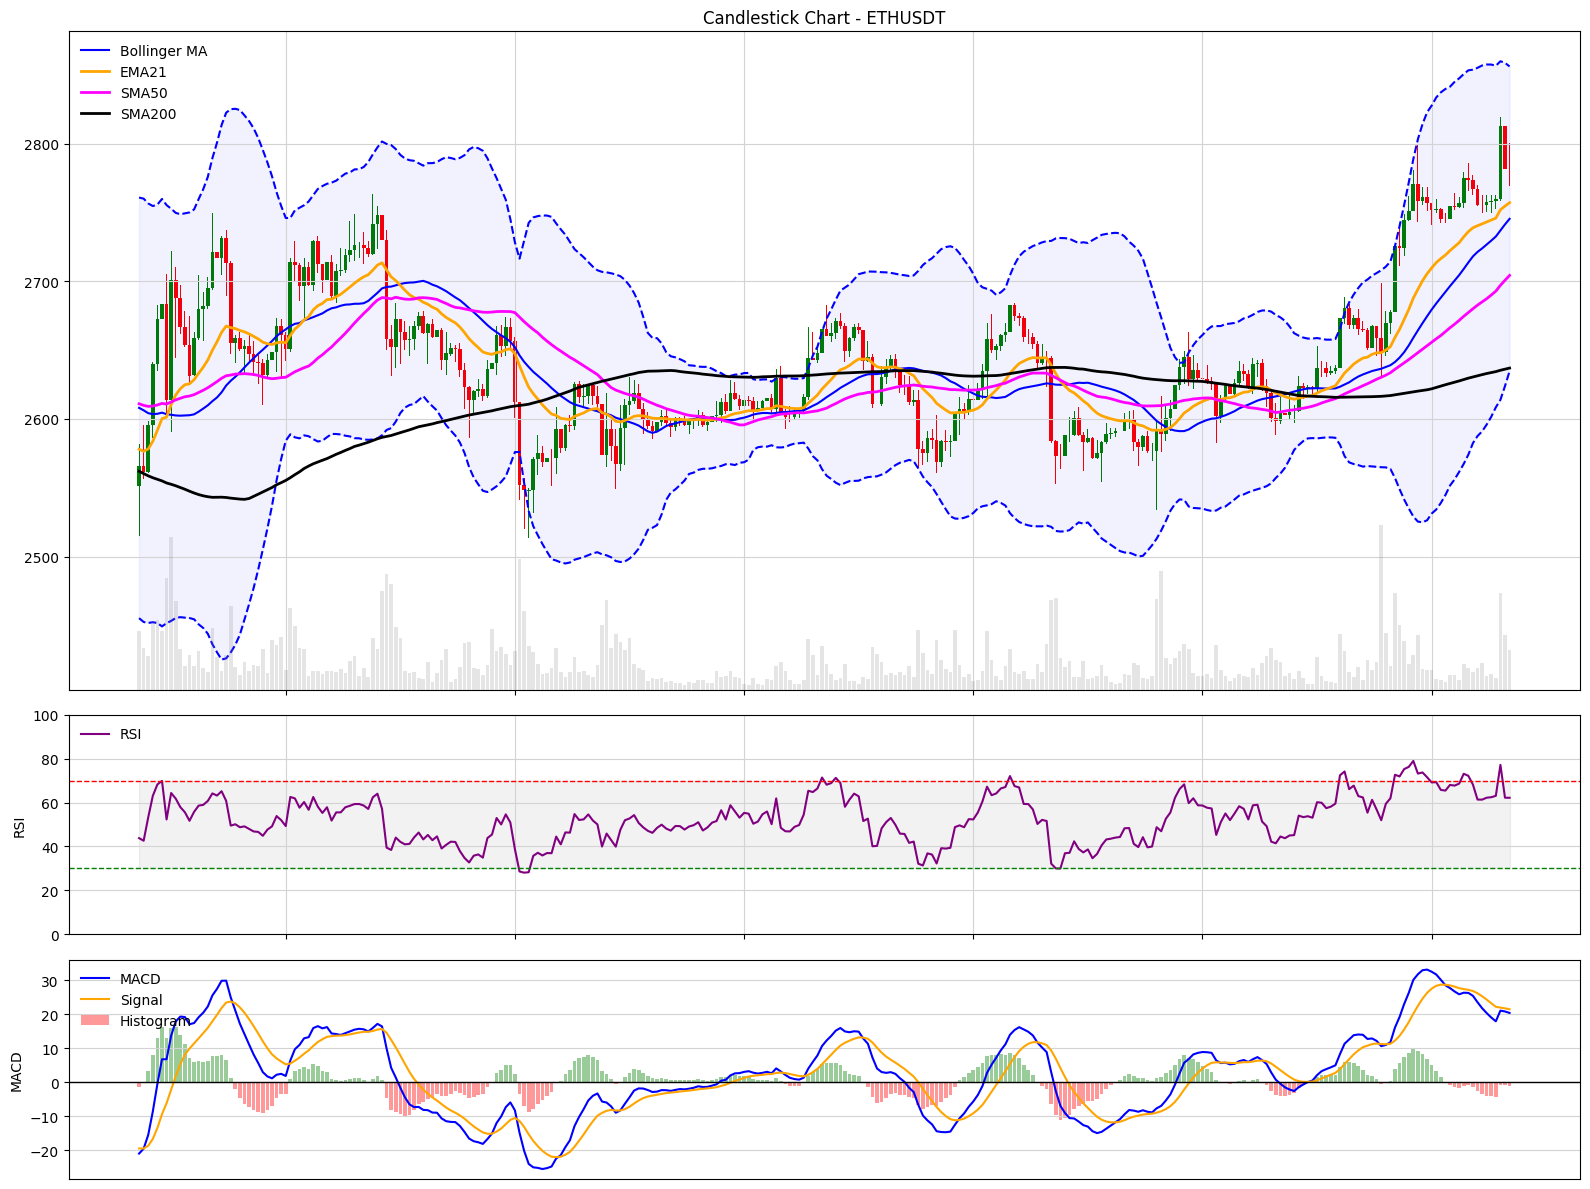 Candlestick Chart - ETHUSDT
Bollinger MA
EMA21
SMA50
SMA200
2800
2700
2600
2500
100
80
60
40
20
0
RSI
RSI
30
20
10
0
−10
−20
MACD
MACD
Signal
Histogram